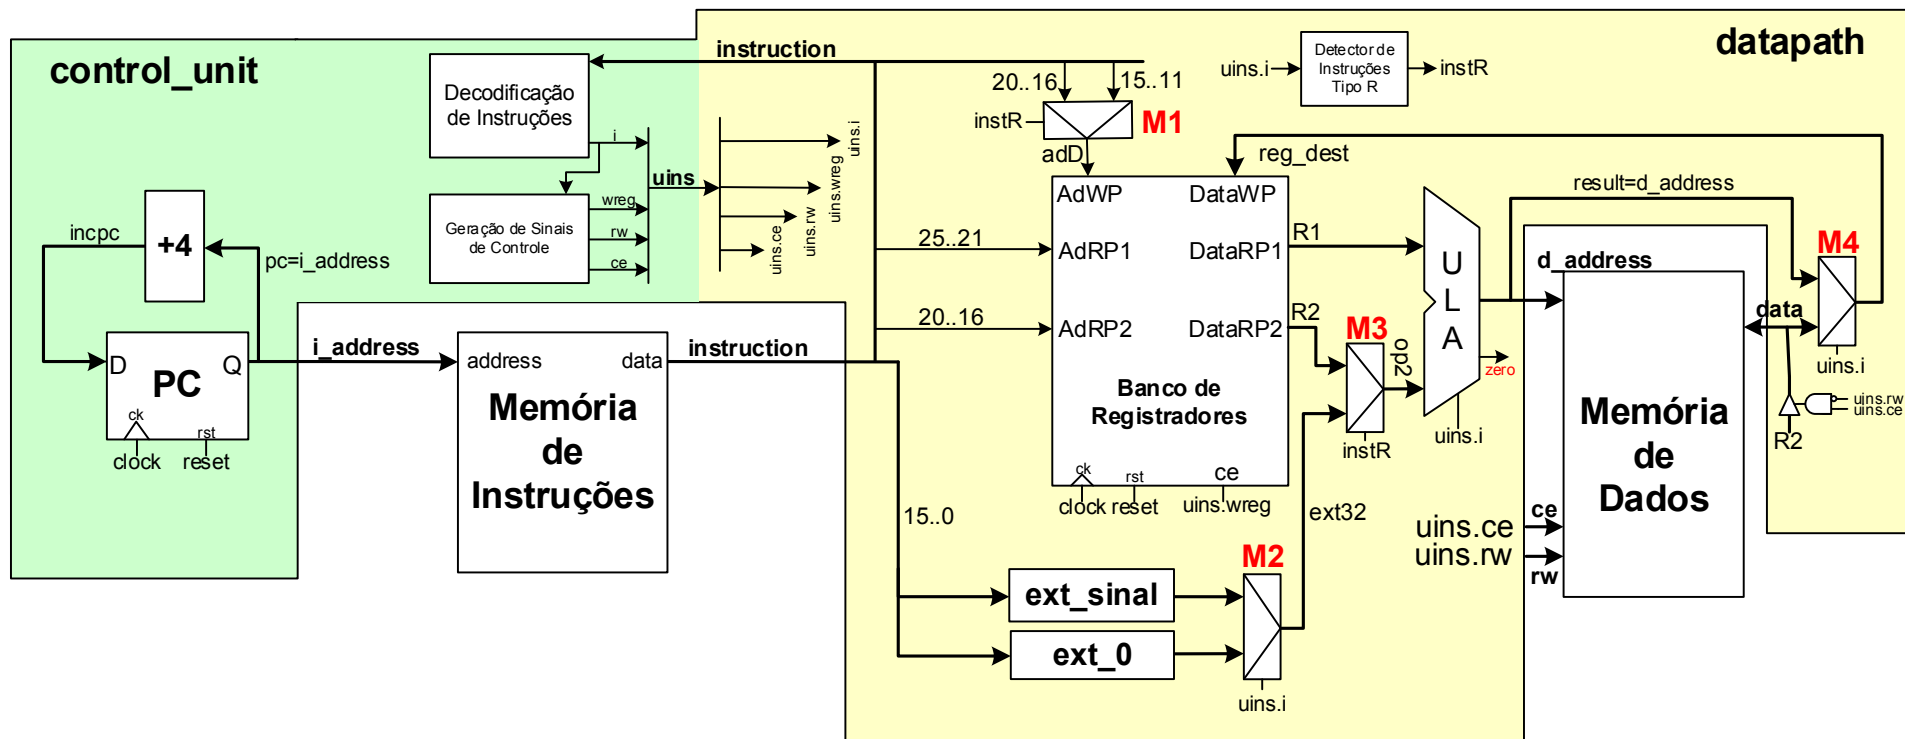 control_unit
datapath
instruction
Decodificação
de Instruções
i
Geração de Sinais
de Controle
wreg
rw
ce
uins
uins.i
uins.wreg
uins.rw
uins.ce
incpc
+4
pc=i_address
D
Q
PC
ck
rst
clock
reset
i_address
address
data
Memória
de
Instruções
instruction
20..16
15..11
instR
M1
adD
uins.i
Detector de
Instruções
Tipo R
instR
reg_dest
AdWP
DataWP
25..21
AdRP1
DataRP1
R1
20..16
AdRP2
DataRP2
R2
Banco de
Registradores
ck
rst
ce
clock
reset
uins.wreg
15..0
ext_sinal
ext_0
M2
uins.i
ext32
M3
op2
instR
U
L
A
zero
uins.i
result=d_address
d_address
M4
data
uins.i
uins.rw
uins.ce
R2
Memória
de
Dados
uins.ce
ce
uins.rw
rw